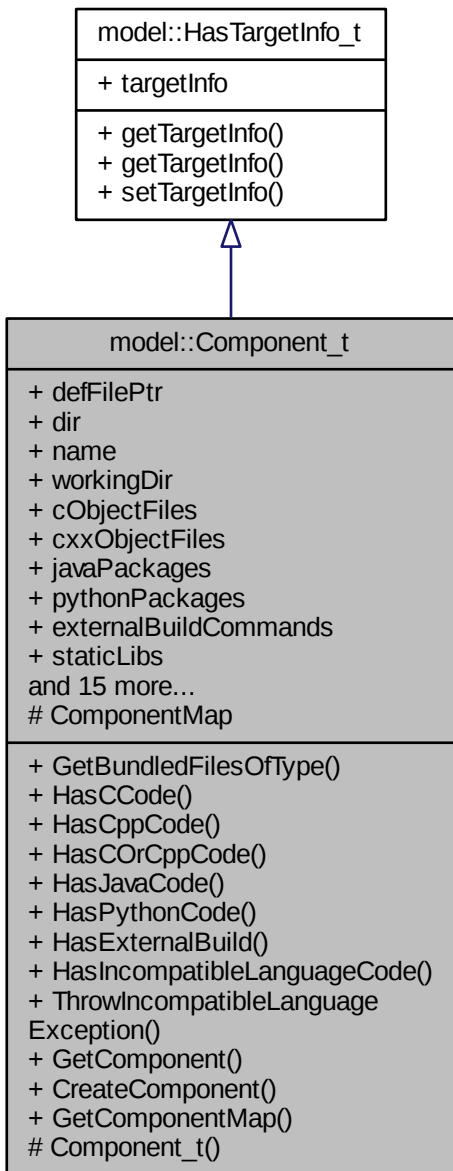 model::HasTargetInfo_t
+ targetInfo
+ getTargetInfo()
+ getTargetInfo()
+ setTargetInfo()
model::Component_t
+ defFilePtr
+ dir
+ name
+ workingDir
+ cObjectFiles
+ cxxObjectFiles
+ javaPackages
+ pythonPackages
+ externalBuildCommands
+ staticLibs
and 15 more...
# ComponentMap
+ GetBundledFilesOfType()
+ HasCCode()
+ HasCppCode()
+ HasCOrCppCode()
+ HasJavaCode()
+ HasPythonCode()
+ HasExternalBuild()
+ HasIncompatibleLanguageCode()
+ ThrowIncompatibleLanguage
Exception()
+ GetComponent()
+ CreateComponent()
+ GetComponentMap()
# Component_t()